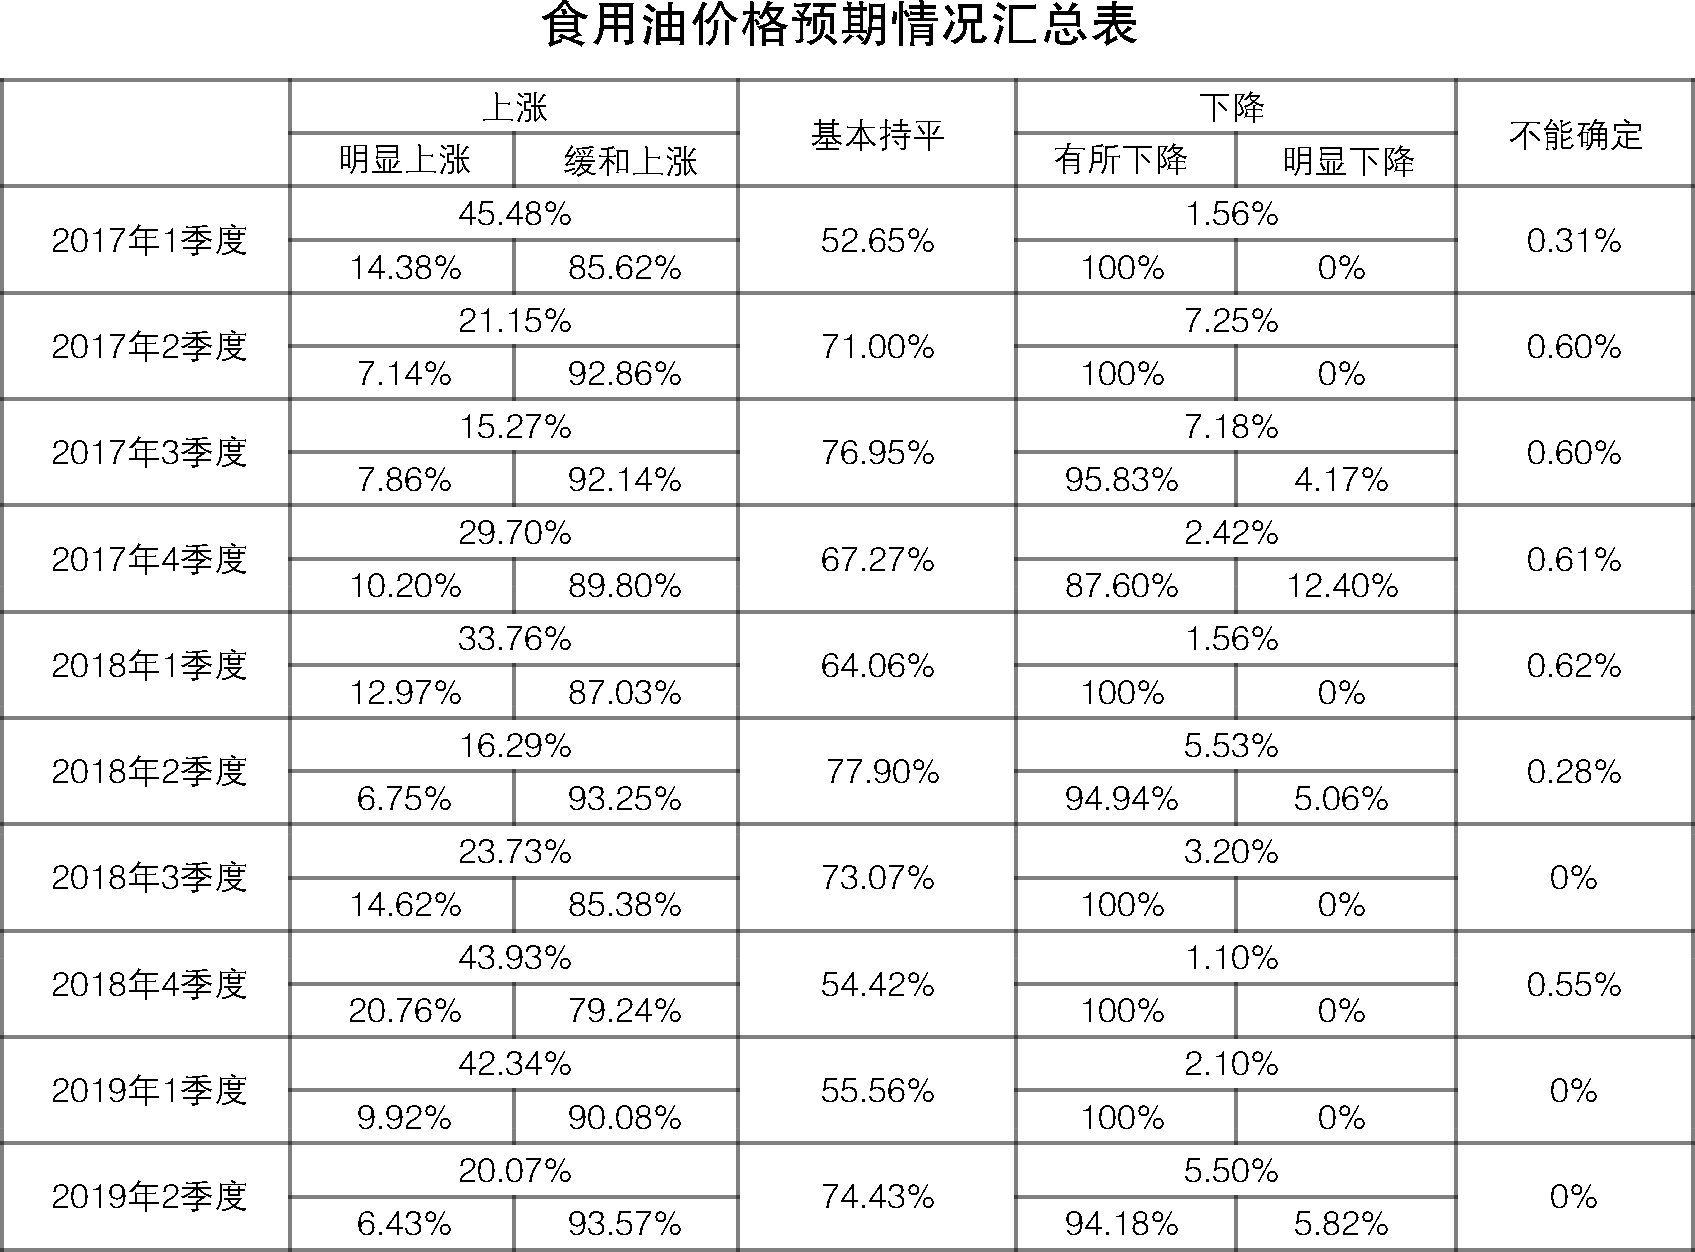 食用油价格预期情况汇总表
上涨 基本持平 下降 不能确定
明显上涨 缓和上涨 有所下降 明显下降
2017年1季度 45.48% 52.65% 1.56% 0.31%
14.38% 85.62% 100% 0%
2017年2季度 21.15% 71.00% 7.25% 0.60%
7.14% 92.86% 100% 0%
2017年3季度 15.27% 76.95% 7.18% 0.60%
7.86% 92.14% 95.83% 4.17%
2017年4季度 29.70% 67.27% 2.42% 0.61%
10.20% 89.80% 87.60% 12.40%
2018年1季度 33.76% 64.06% 1.56% 0.62%
12.97% 87.03% 100% 0%
2018年2季度 16.29% 77.90% 5.53% 0.28%
6.75% 93.25% 94.94% 5.06%
2018年3季度 23.73% 73.07% 3.20% 0%
14.62% 85.38% 100% 0%
2018年4季度 43.93% 54.42% 1.10% 0.55%
20.76% 79.24% 100% 0%
2019年1季度 42.34% 55.56% 2.10% 0%
9.92% 90.08% 100% 0%
2019年2季度 20.07% 74.43% 5.50% 0%
6.43% 93.57% 94.18% 5.82%